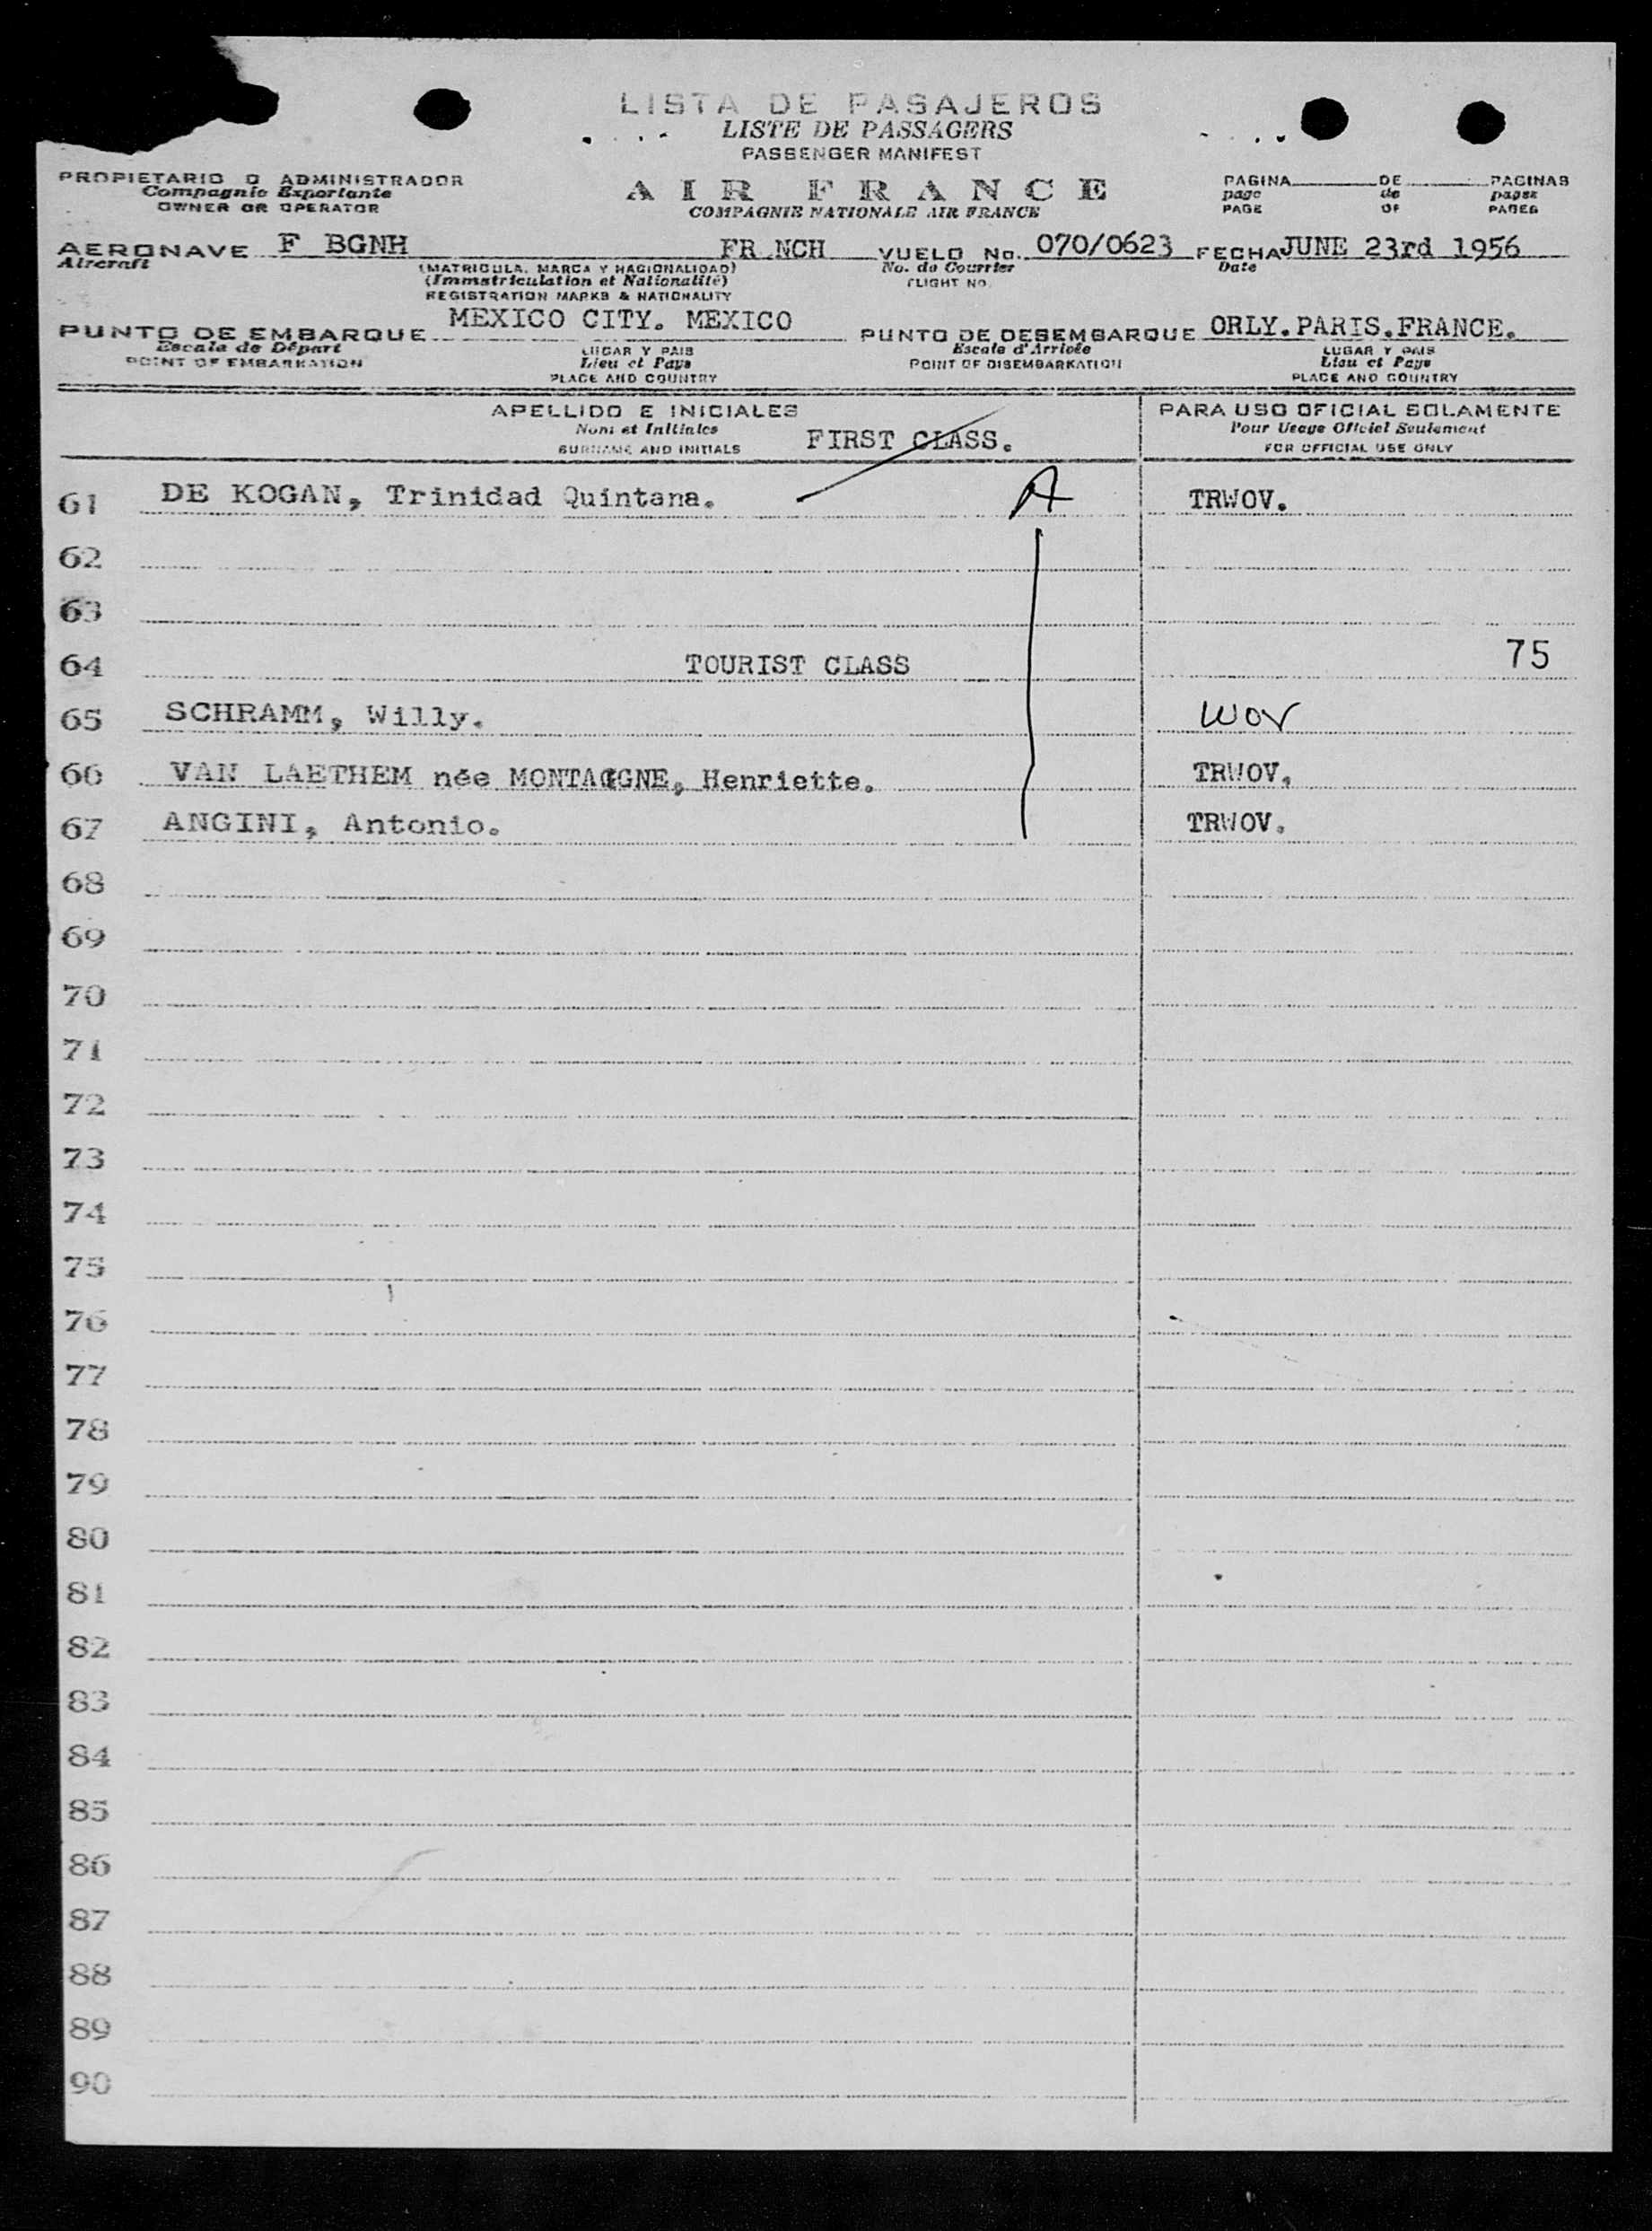 LISTA DE PASAJEROS
LISTE DE PASSAGERS
PASSENGER MANIFEST
PROPIETARIO O ADMINISTRADOR
Compagnie Exportante
OWNER OR OPERATOR
AIR FRANCE
COMPAGNIE NATIONALE AIR FRANCE
PAGINA DE PAGINAS
page de pages
PAGE OF PAGES
AERONAVE F BGNH FR NCH VUELO No. 070/0623 FECHA JUNE 23rd 1956
Aircraft (MATRICULA, MARCA Y NACIONALIDAD) No. du Courrier Date
(Immatriculation et Nationalité) FLIGHT NO.
REGISTRATION MARKS & NATIONALITY
PUNTO DE EMBARQUE MEXICO CITY. MEXICO PUNTO DE DESEMBARQUE ORLY.PARIS.FRANCE.
Escale de Départ LUGAR Y PAIS Escale d'Arrivée LUGAR Y PAIS
POINT OF EMBARKATION Lieu et Pays POINT OF DISEMBARKATION Lieu et Pays
PLACE AND COUNTRY PLACE AND COUNTRY
APELLIDO E INICIALES PARA USO OFICIAL SOLAMENTE
Nom et Initiales Pour Usage Officiel Seulement
SURNAME AND INITIALS FIRST CLASS. FOR OFFICIAL USE ONLY
61 DE KOGAN, Trinidad Quintana. A TRWOV.
62
63
64 TOURIST CLASS 75
65 SCHRAMM, Willy. WOV
66 VAN LAETHEM née MONTAGGNE, Henriette. TRWOV.
67 ANGINI, Antonio. TRWOV.
68
69
70
71
72
73
74
75
76
77
78
79
80
81
82
83
84
85
86
87
88
89
90